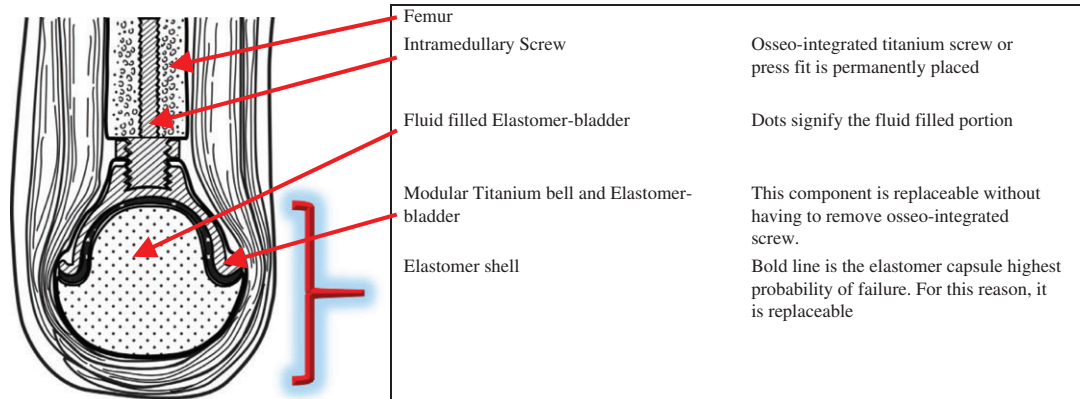 Femur
Intramedullary Screw
Osseo-integrated titanium screw or
press fit is permanently placed
Fluid filled Elastomer-bladder
Dots signify the fluid filled portion
Modular Titanium bell and Elastomer-
bladder
This component is replaceable without
having to remove osseo-integrated
screw.
Elastomer shell
Bold line is the elastomer capsule highest
probability of failure. For this reason, it
is replaceable